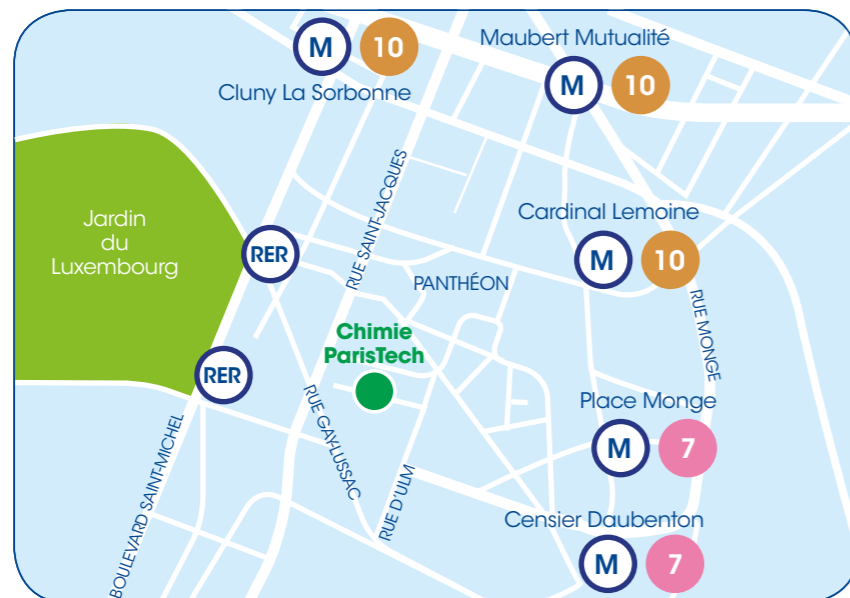 M
10
Cluny La Sorbonne
Maubert Mutualité
M
10
RUE SAINT-JACQUES
Jardin
du
Luxembourg
RER
Cardinal Lemoine
M
10
PANTHÉON
RUE MONGE
Chimie
ParisTech
RER
RUE GAY-LUSSAC
Place Monge
M
7
BOULEVARD SAINT-MICHEL
RUE D'ULM
Censier Daubenton
M
7